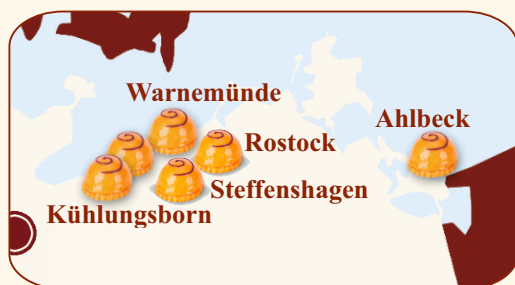 Warnemünde
Ahlbeck
Rostock
Steffenshagen
Kühlungsborn